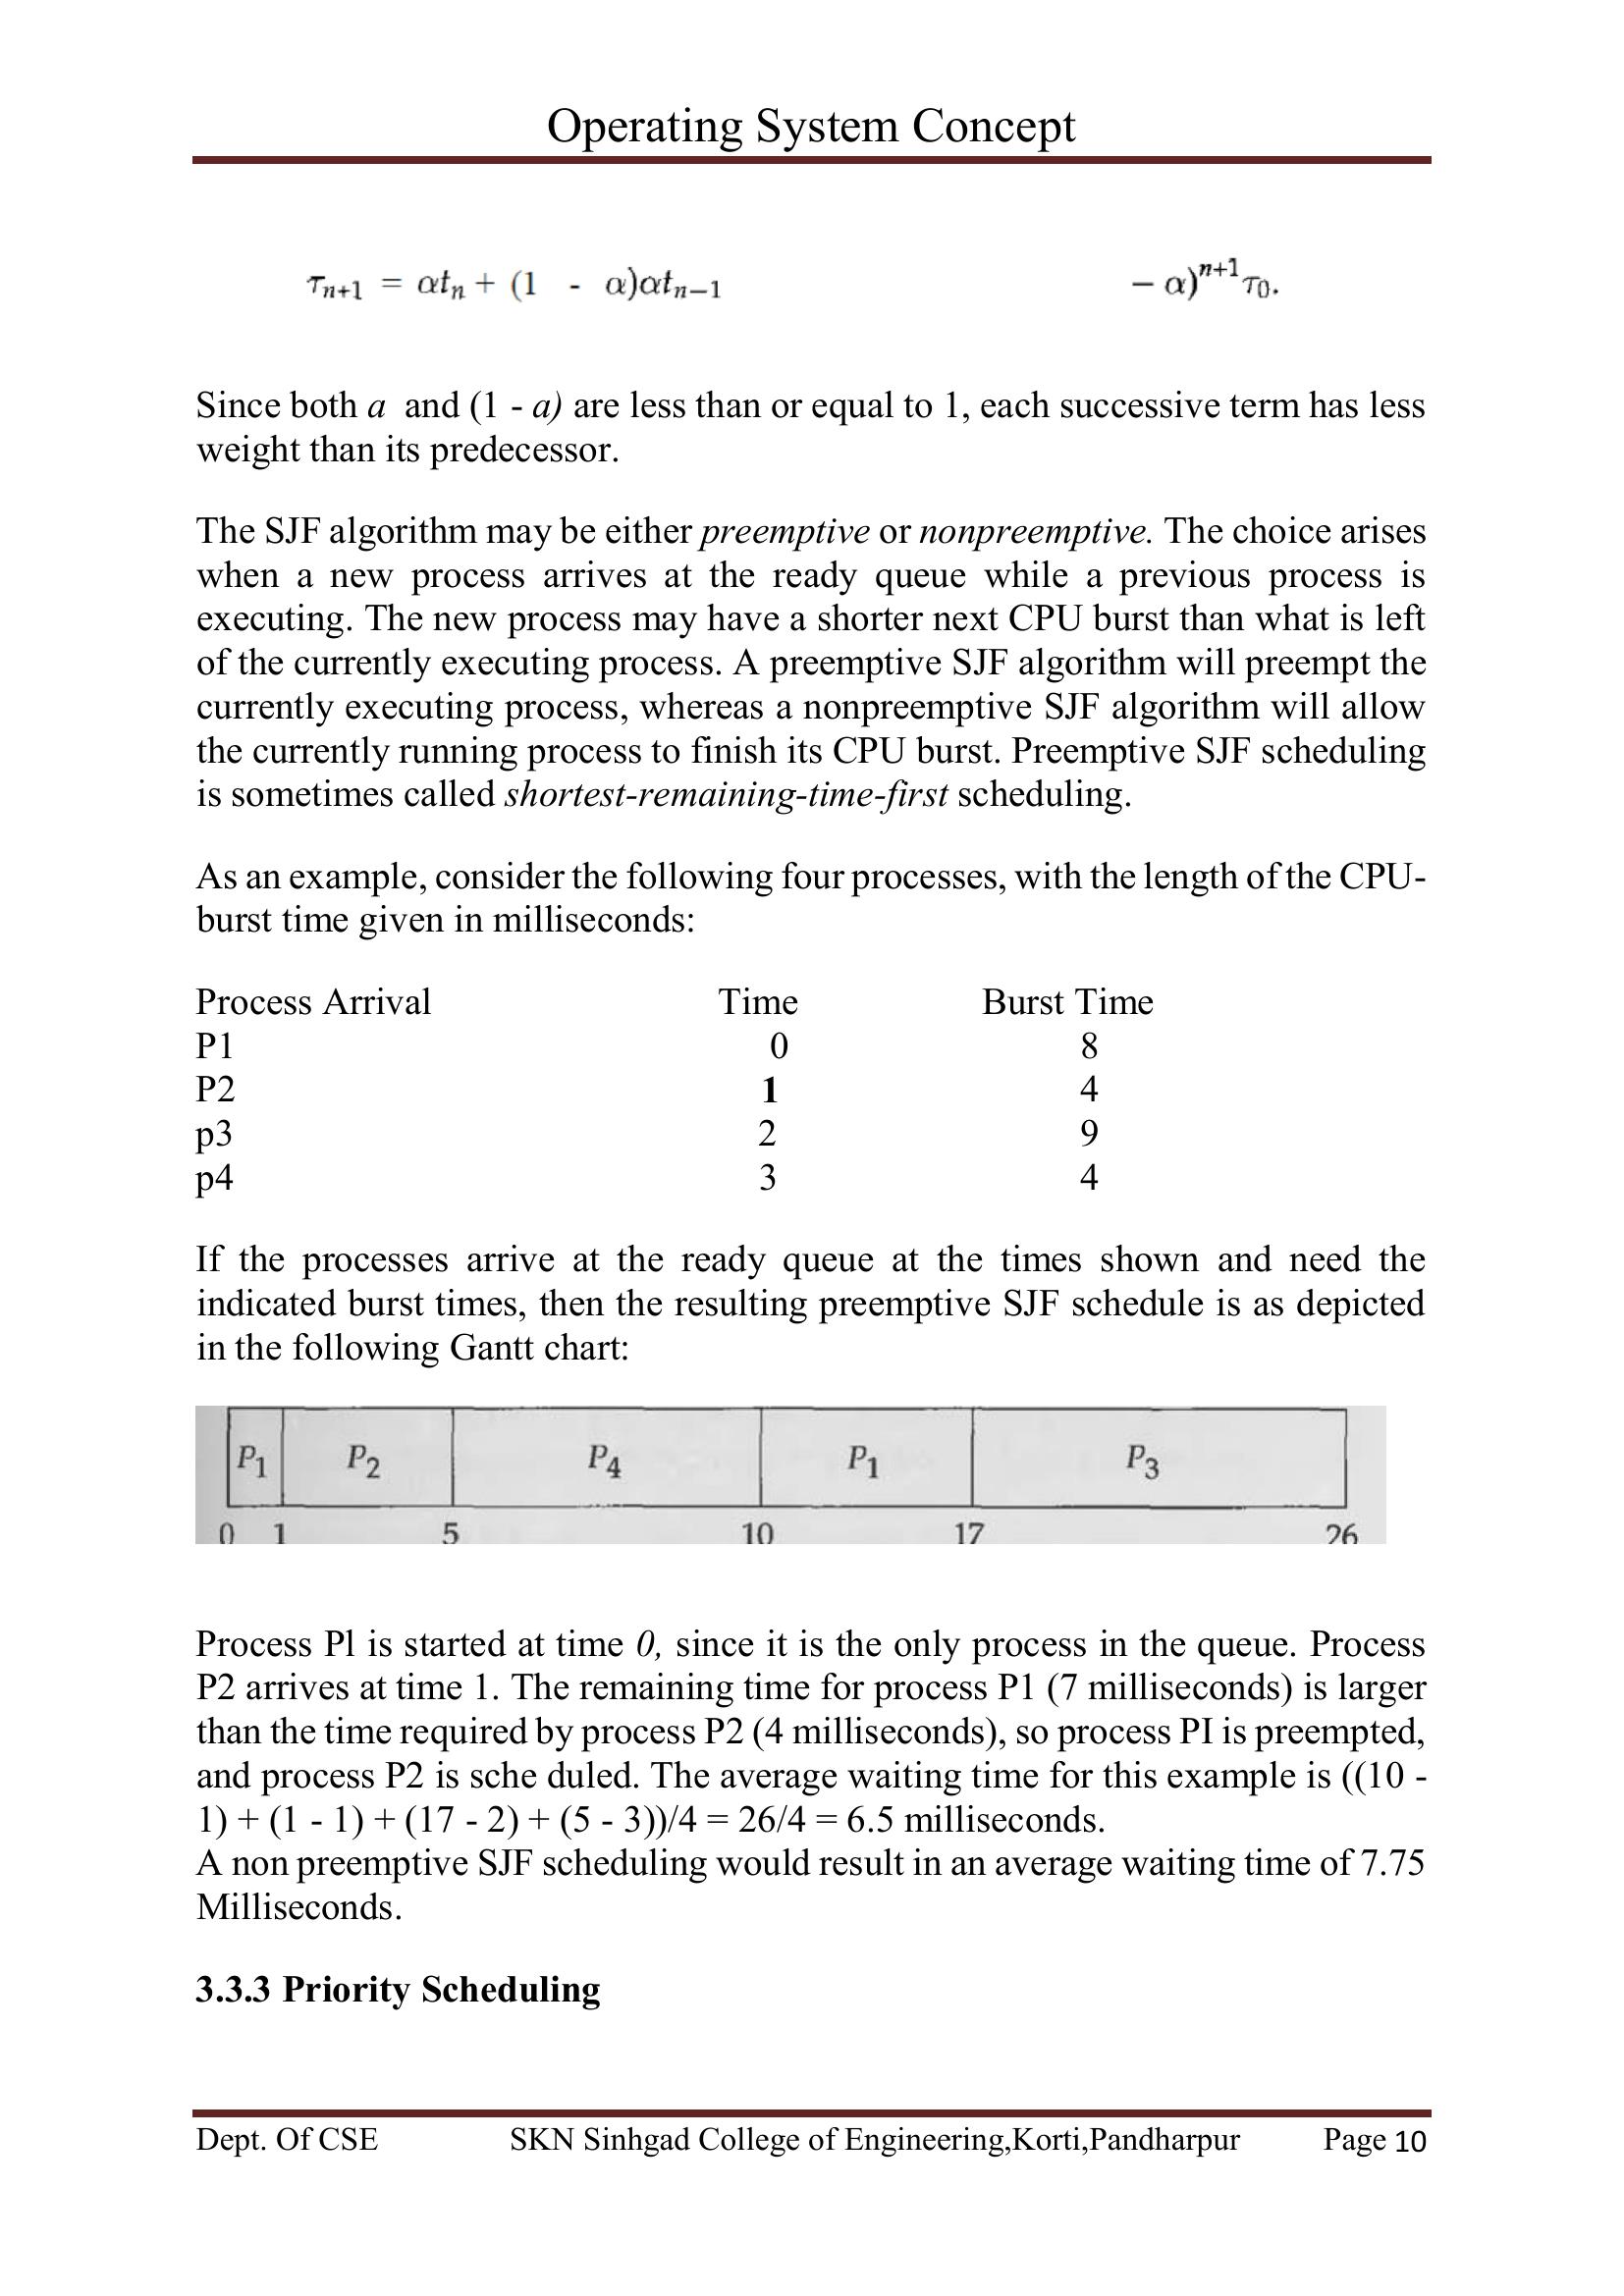 Operating System Concept
τn+1 = αtn + (1 - α)αtn−1 − α)^n+1 τ0.
Since both a and (1 - a) are less than or equal to 1, each successive term has less
weight than its predecessor.
The SJF algorithm may be either preemptive or nonpreemptive. The choice arises
when a new process arrives at the ready queue while a previous process is
executing. The new process may have a shorter next CPU burst than what is left
of the currently executing process. A preemptive SJF algorithm will preempt the
currently executing process, whereas a nonpreemptive SJF algorithm will allow
the currently running process to finish its CPU burst. Preemptive SJF scheduling
is sometimes called shortest-remaining-time-first scheduling.
As an example, consider the following four processes, with the length of the CPU-
burst time given in milliseconds:
Process Arrival Time Burst Time
P1 0 8
P2 1 4
p3 2 9
p4 3 4
If the processes arrive at the ready queue at the times shown and need the
indicated burst times, then the resulting preemptive SJF schedule is as depicted
in the following Gantt chart:
P1 P2 P4 P1 P3
0 1 5 10 17 26
Process Pl is started at time 0, since it is the only process in the queue. Process
P2 arrives at time 1. The remaining time for process P1 (7 milliseconds) is larger
than the time required by process P2 (4 milliseconds), so process PI is preempted,
and process P2 is sche duled. The average waiting time for this example is ((10 -
1) + (1 - 1) + (17 - 2) + (5 - 3))/4 = 26/4 = 6.5 milliseconds.
A non preemptive SJF scheduling would result in an average waiting time of 7.75
Milliseconds.
3.3.3 Priority Scheduling
Dept. Of CSE SKN Sinhgad College of Engineering,Korti,Pandharpur Page 10